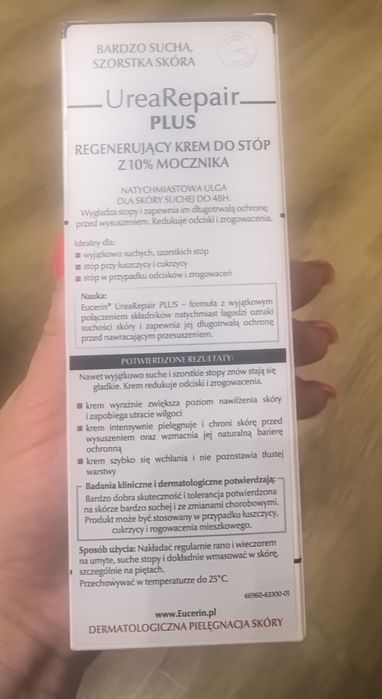 BARDZO SUCHA,
SZORSTKA SKÓRA
UreaRepair
PLUS
REGENERUJĄCY KREM DO STÓP
Z 10% MOCZNIKA
NATYCHMIASTOWA ULGA
DLA SKÓRY SUCHEJ DO 48H.
Wygładza stopy i zapewnia im długotrwałą ochronę
przed wysuszeniem. Redukuje odciski i zrogowacenia.
Idealny dla:
wyjątkowo suchych, szorstkich stóp
stóp przy łuszczycy i cukrzycy
stóp w przypadku odcisków i zrogowaceń
Nauka:
Eucerin® UreaRepair PLUS – formuła z wyjątkowym
połączeniem składników natychmiast łagodzi oznaki
suchości skóry i zapewnia jej długotrwałą ochronę
przed nawracającym przesuszeniem.
POTWIERDZONE REZULTATY:
Nawet wyjątkowo suche i szorstkie stopy znów stają się
gładkie. Krem redukuje odciski i zrogowacenia.
krem wyraźnie zwiększa poziom nawilżenia skóry
i zapobiega utracie wilgoci
krem intensywnie pielęgnuje i chroni skórę przed
wysuszeniem oraz wzmacnia jej naturalną barierę
ochronną
krem szybko się wchłania i nie pozostawia tłustej
warstwy
Badania kliniczne i dermatologiczne potwierdzają:
Bardzo dobra skuteczność i tolerancja potwierdzona
na skórze bardzo suchej i ze zmianami chorobowymi.
Produkt może być stosowany w przypadku łuszczycy,
cukrzycy i rogowacenia mieszkowego.
Sposób użycia: Nakładać regularnie rano i wieczorem
na umyte, suche stopy i dokładnie wmasować w skórę,
szczególnie na piętach.
Przechowywać w temperaturze do 25°C.
66960-63300-01
www.Eucerin.pl
DERMATOLOGICZNA PIELĘGNACJA SKÓRY